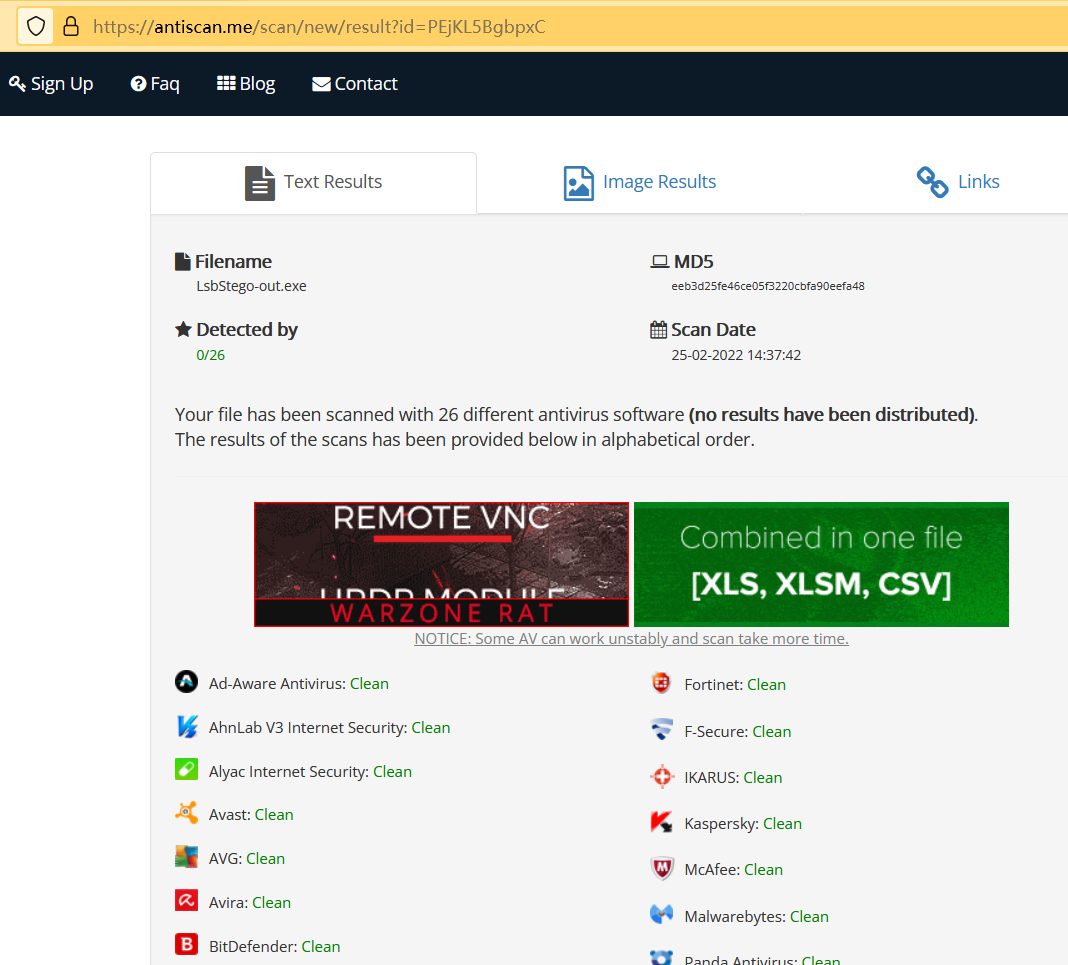 https://antiscan.me/scan/new/result?id=PEjKL5BgbpxC
Sign Up Faq Blog Contact
Text Results Image Results Links
Filename MD5
LsbStego-out.exe eeb3d25fe46ce05f3220cbfa90eefa48
Detected by Scan Date
0/26 25-02-2022 14:37:42
Your file has been scanned with 26 different antivirus software (no results have been distributed).
The results of the scans has been provided below in alphabetical order.
REMOTE VNC
HRDP MODULE
WARZONE RAT
Combined in one file
[XLS, XLSM, CSV]
NOTICE: Some AV can work unstably and scan take more time.
Ad-Aware Antivirus: Clean Fortinet: Clean
AhnLab V3 Internet Security: Clean F-Secure: Clean
Alyac Internet Security: Clean IKARUS: Clean
Avast: Clean Kaspersky: Clean
AVG: Clean McAfee: Clean
Avira: Clean Malwarebytes: Clean
BitDefender: Clean Panda Antivirus: Clean